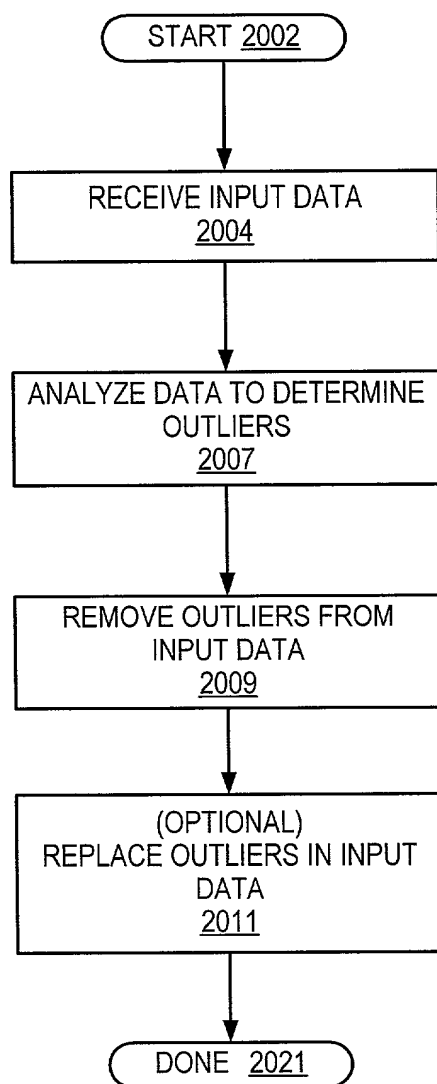 START 2002
RECEIVE INPUT DATA
2004
ANALYZE DATA TO DETERMINE
OUTLIERS
2007
REMOVE OUTLIERS FROM
INPUT DATA
2009
(OPTIONAL)
REPLACE OUTLIERS IN INPUT
DATA
2011
DONE 2021